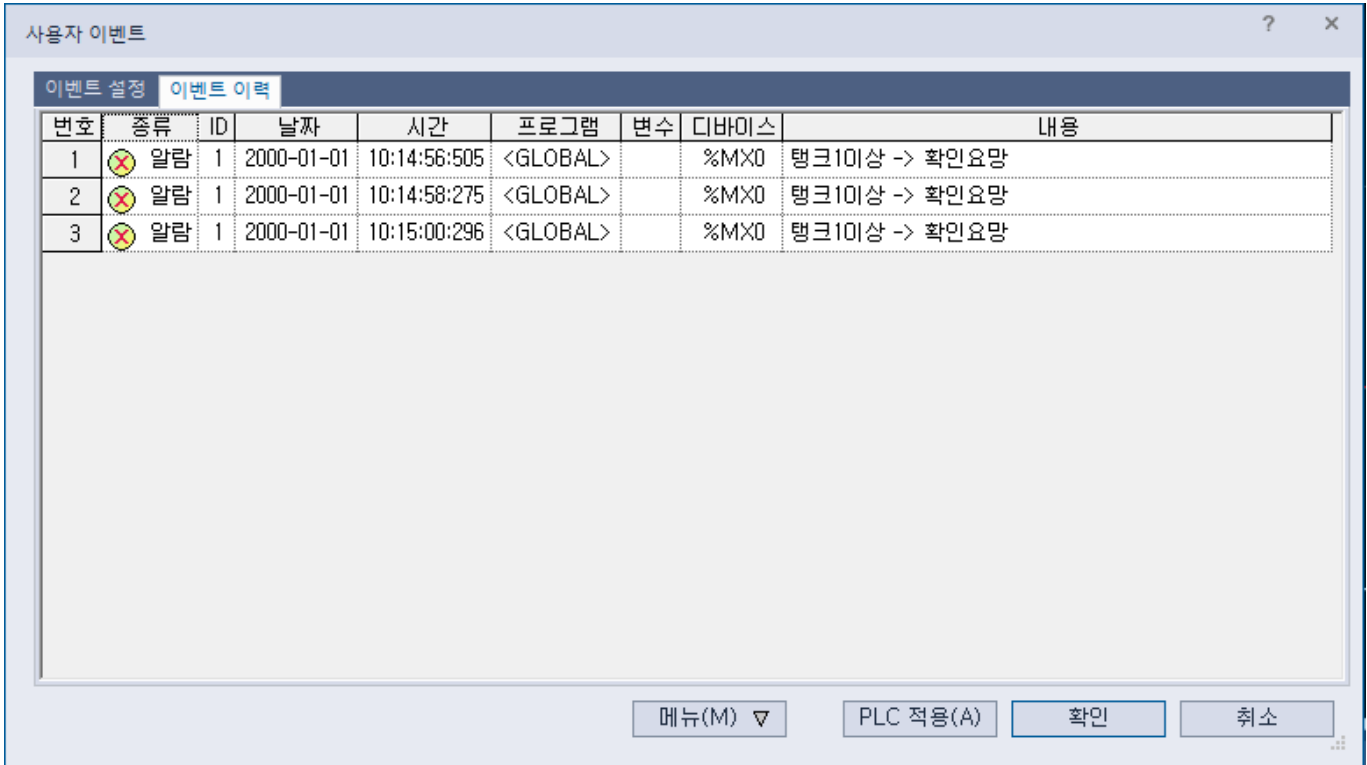 사용자 이벤트 ? ×
이벤트 설정 이벤트 이력
번호 종류 ID 날짜 시간 프로그램 변수 디바이스 내용
1 알람 1 2000-01-01 10:14:56:505 <GLOBAL> %MX0 탱크1이상 -> 확인요망
2 알람 1 2000-01-01 10:14:58:275 <GLOBAL> %MX0 탱크1이상 -> 확인요망
3 알람 1 2000-01-01 10:15:00:296 <GLOBAL> %MX0 탱크1이상 -> 확인요망
메뉴(M) ▽ PLC 적용(A) 확인 취소